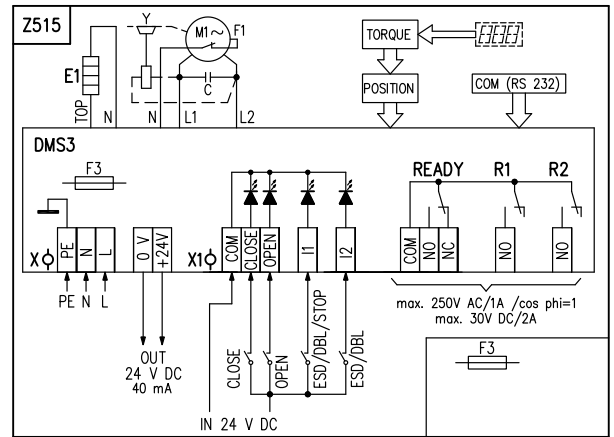 Z515
Y
M1~
F1
E1
C
TOP
N
N
L1
L2
TORQUE
POSITION
COM (RS 232)
DMS3
F3
READY
R1
R2
X
PE
N
L
0 V
+24V
X1
COM
CLOSE
OPEN
I1
I2
COM
NO
NC
NO
NO
PE N L
OUT
24 V DC
40 mA
CLOSE
OPEN
ESD/DBL/STOP
ESD/DBL
IN 24 V DC
max. 250V AC/1A /cos phi=1
max. 30V DC/2A
F3